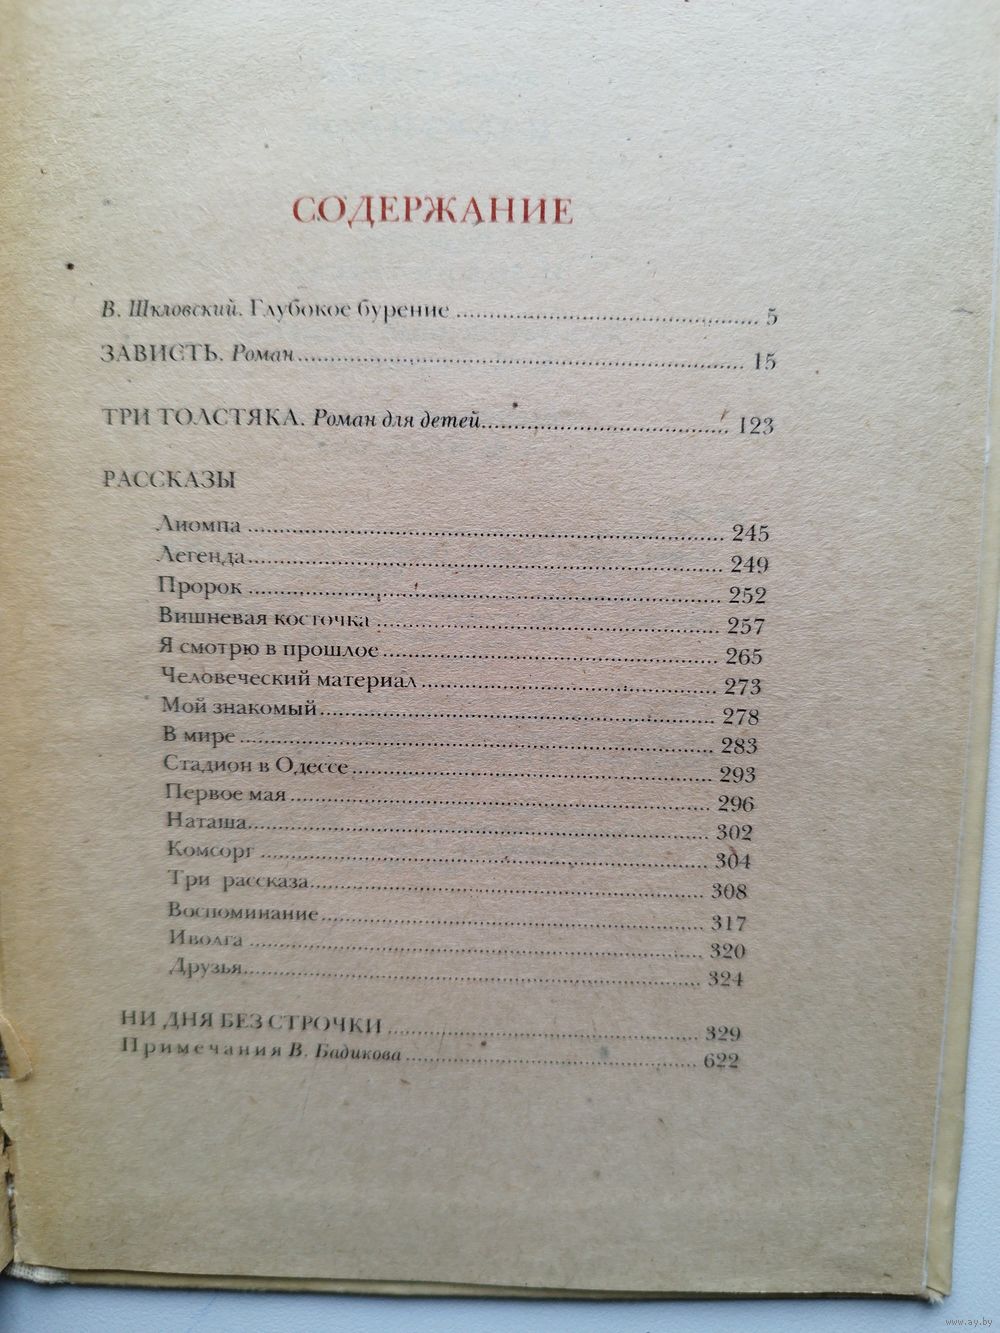 СОДЕРЖАНИЕ
В. Шкловский. Глубокое бурение ........ 5
ЗАВИСТЬ. Роман ........ 15
ТРИ ТОЛСТЯКА. Роман для детей ........ 123
РАССКАЗЫ
Лиомпа ........ 245
Легенда ........ 249
Пророк ........ 252
Вишневая косточка ........ 257
Я смотрю в прошлое ........ 265
Человеческий материал ........ 273
Мой знакомый ........ 278
В мире ........ 283
Стадион в Одессе ........ 293
Первое мая ........ 296
Наташа ........ 302
Комсорг ........ 304
Три рассказа ........ 308
Воспоминание ........ 317
Иволга ........ 320
Друзья ........ 324
НИ ДНЯ БЕЗ СТРОЧКИ ........ 329
Примечания В. Бадикова ........ 622
www.ay.by